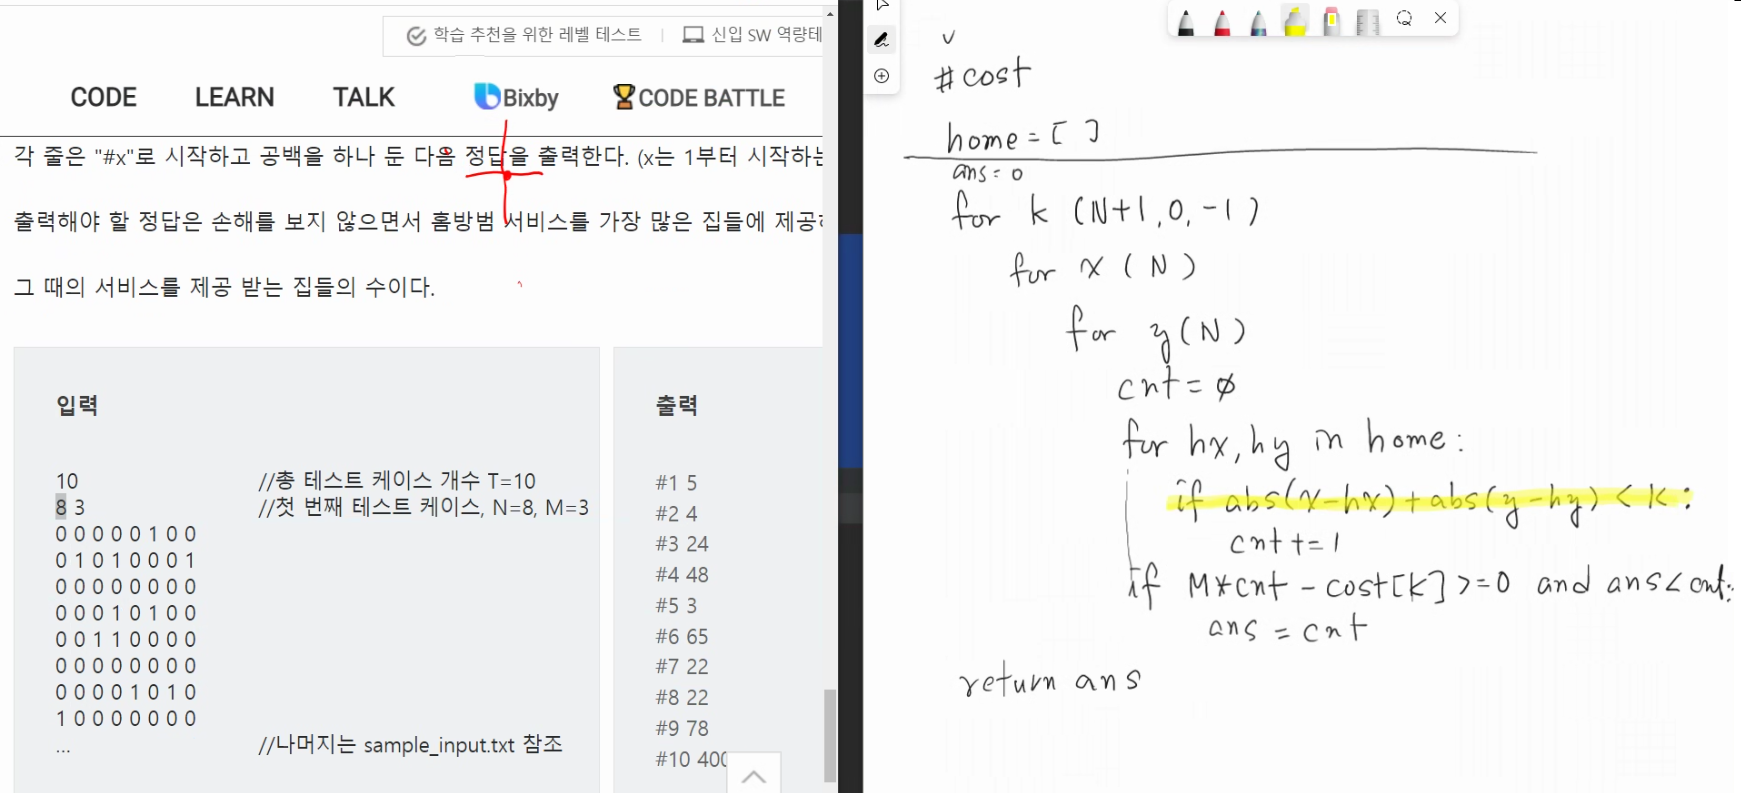 학습 추천을 위한 레벨 테스트 | 신입 SW 역량테
CODE LEARN TALK Bixby CODE BATTLE
각 줄은 "#x"로 시작하고 공백을 하나 둔 다음 정답을 출력한다. (x는 1부터 시작하는
출력해야 할 정답은 손해를 보지 않으면서 홈방범 서비스를 가장 많은 집들에 제공하
그 때의 서비스를 제공 받는 집들의 수이다.
입력
10 //총 테스트 케이스 개수 T=10
8 3 //첫 번째 테스트 케이스, N=8, M=3
0 0 0 0 0 1 0 0
0 1 0 1 0 0 0 1
0 0 0 0 0 0 0 0
0 0 0 1 0 1 0 0
0 0 1 1 0 0 0 0
0 0 0 0 0 0 0 0
0 0 0 0 1 0 1 0
1 0 0 0 0 0 0 0
... //나머지는 sample_input.txt 참조
출력
#1 5
#2 4
#3 24
#4 48
#5 3
#6 65
#7 22
#8 22
#9 78
#10 400
#cost
home = [ ]
ans = 0
for k (N+1, 0, -1)
for x ( N )
for y ( N )
cnt = 0
for hx, hy in home :
if abs(x-hx) + abs(y-hy) < k :
cnt += 1
if M*cnt - cost[k] >= 0 and ans < cnt:
ans = cnt
return ans